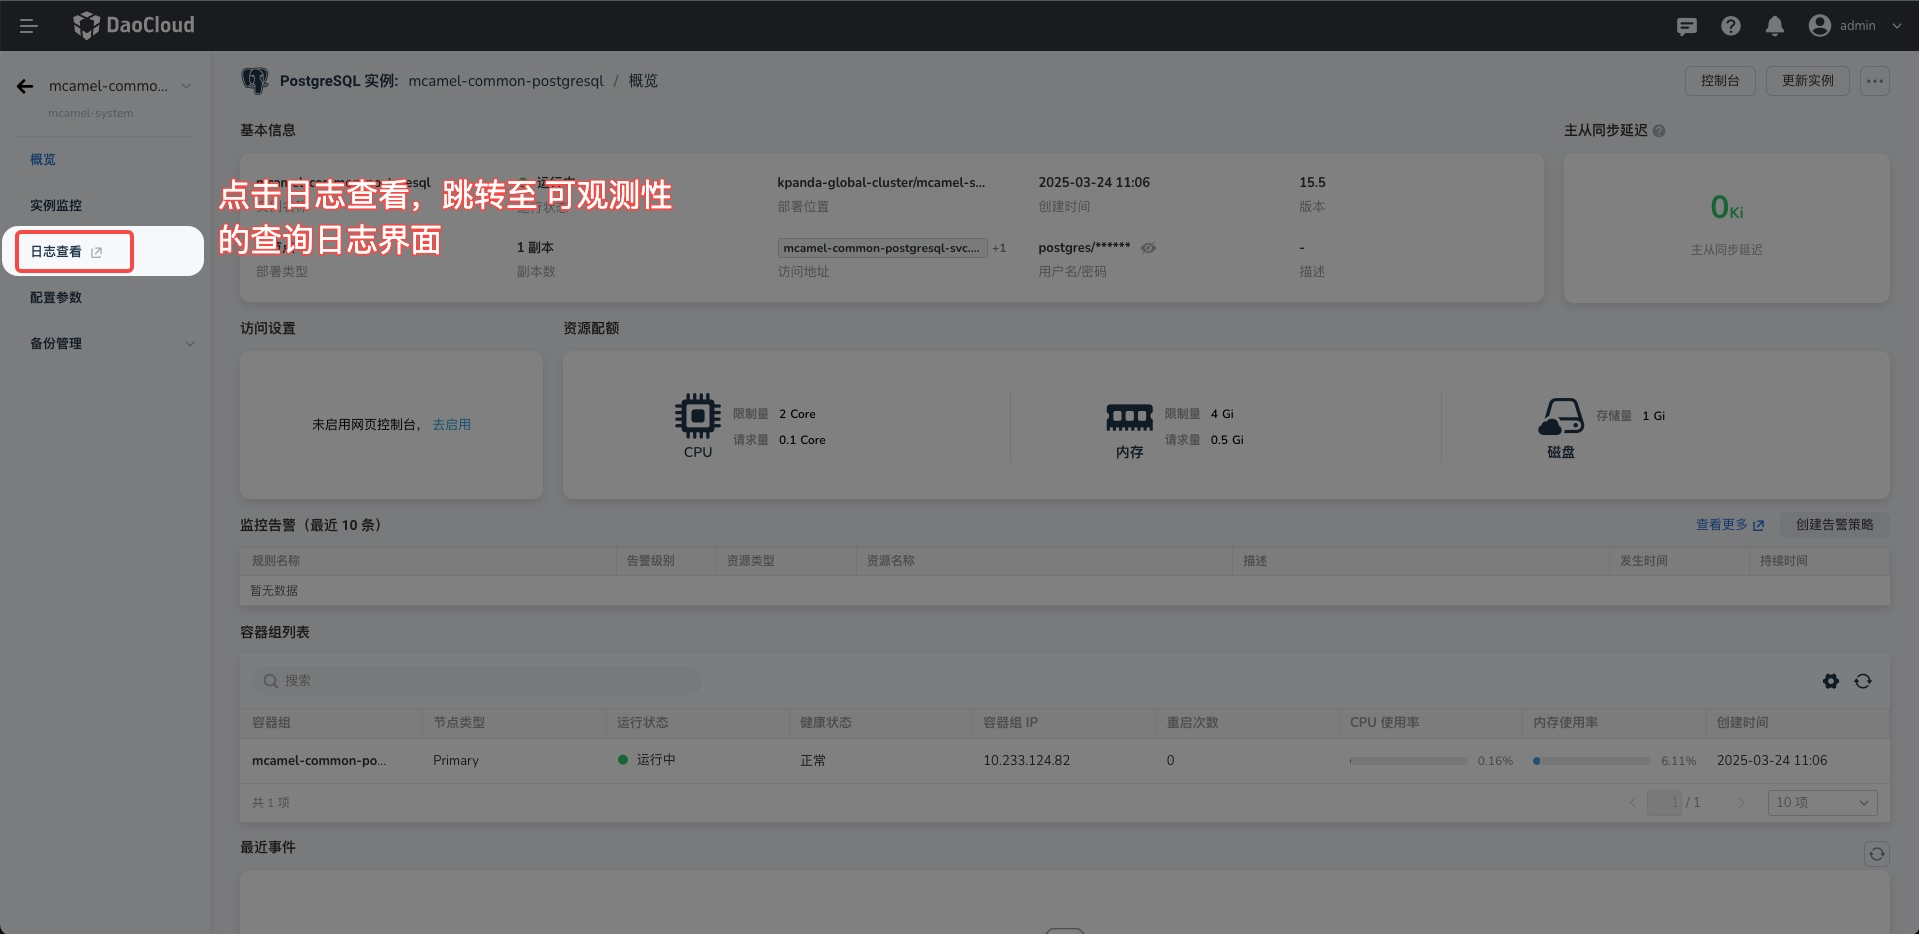 DaoCloud
admin
mcamel-commo...
mcamel-system
概览
实例监控
日志查看
配置参数
备份管理
PostgreSQL 实例: mcamel-common-postgresql / 概览
控制台
更新实例
点击日志查看，跳转至 可观测性
的查询日志界面
基本信息
运行中
kpanda-global-cluster/mcamel-s...
2025-03-24 11:06
15.5
运行状态
部署位置
创建时间
版本
1 副本
mcamel-common-postgresql-svc.... +1
postgres/******
-
部署类型
副本数
访问地址
用户名/密码
描述
主从同步延迟
0Ki
主从同步延迟
访问设置
未启用网页控制台， 去启用
资源配额
CPU
限制量 2 Core
请求量 0.1 Core
内存
限制量 4 Gi
请求量 0.5 Gi
磁盘
存储量 1 Gi
监控告警（最近 10 条）
查看更多
创建告警策略
规则名称 告警级别 资源类型 资源名称 描述 发生时间 持续时间
暂无数据
容器组列表
搜索
容器组 节点类型 运行状态 健康状态 容器组 IP 重启次数 CPU 使用率 内存使用率 创建时间
mcamel-common-po... Primary 运行中 正常 10.233.124.82 0 0.16% 6.11% 2025-03-24 11:06
共 1 项
1 / 1
10 项
最近事件